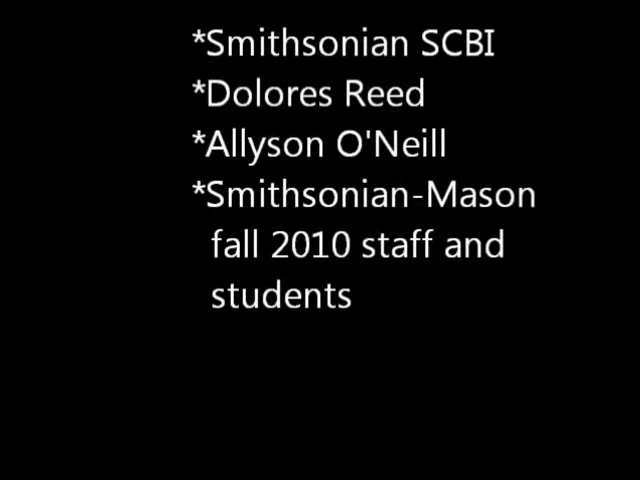 *Smithsonian SCBI
*Dolores Reed
*Allyson O'Neill
*Smithsonian-Mason
fall 2010 staff and
students